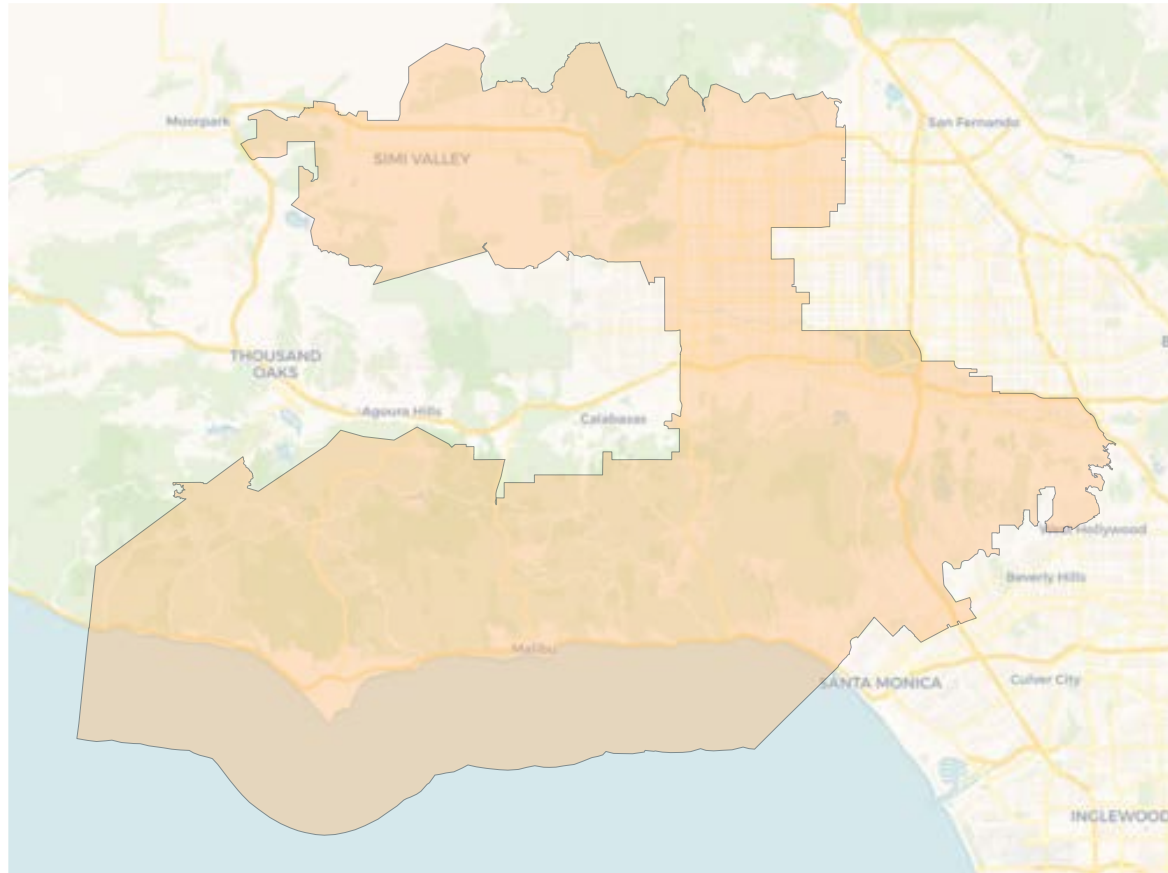 Moorpark
San Fernando
SIMI VALLEY
THOUSAND
OAKS
Agoura Hills
Calabasas
West Hollywood
Beverly Hills
Malibu
SANTA MONICA
Culver City
INGLEWOOD